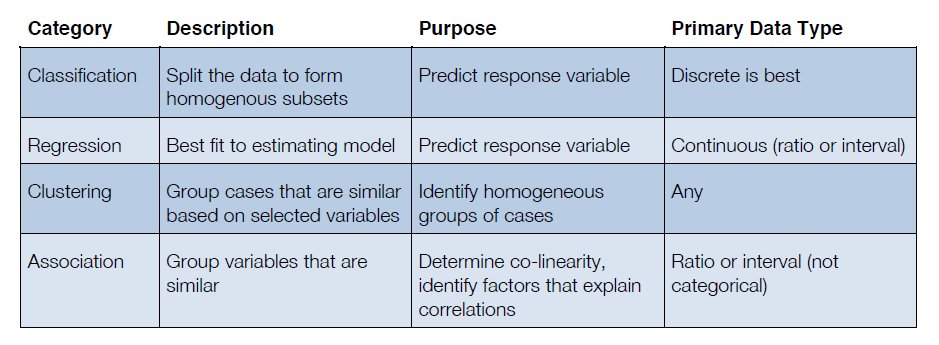 Category Description Purpose Primary Data Type
Classification Split the data to form Predict response variable Discrete is best
homogenous subsets
Regression Best fit to estimating model Predict response variable Continuous (ratio or interval)
Clustering Group cases that are similar Identify homogeneous Any
based on selected variables groups of cases
Association Group variables that are Determine co-linearity, Ratio or interval (not
similar identify factors that explain categorical)
correlations